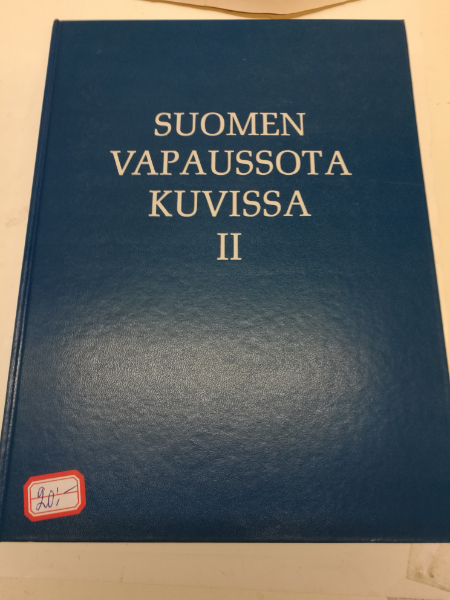 SUOMEN
VAPAUSSOTA
KUVISSA
II
20,-